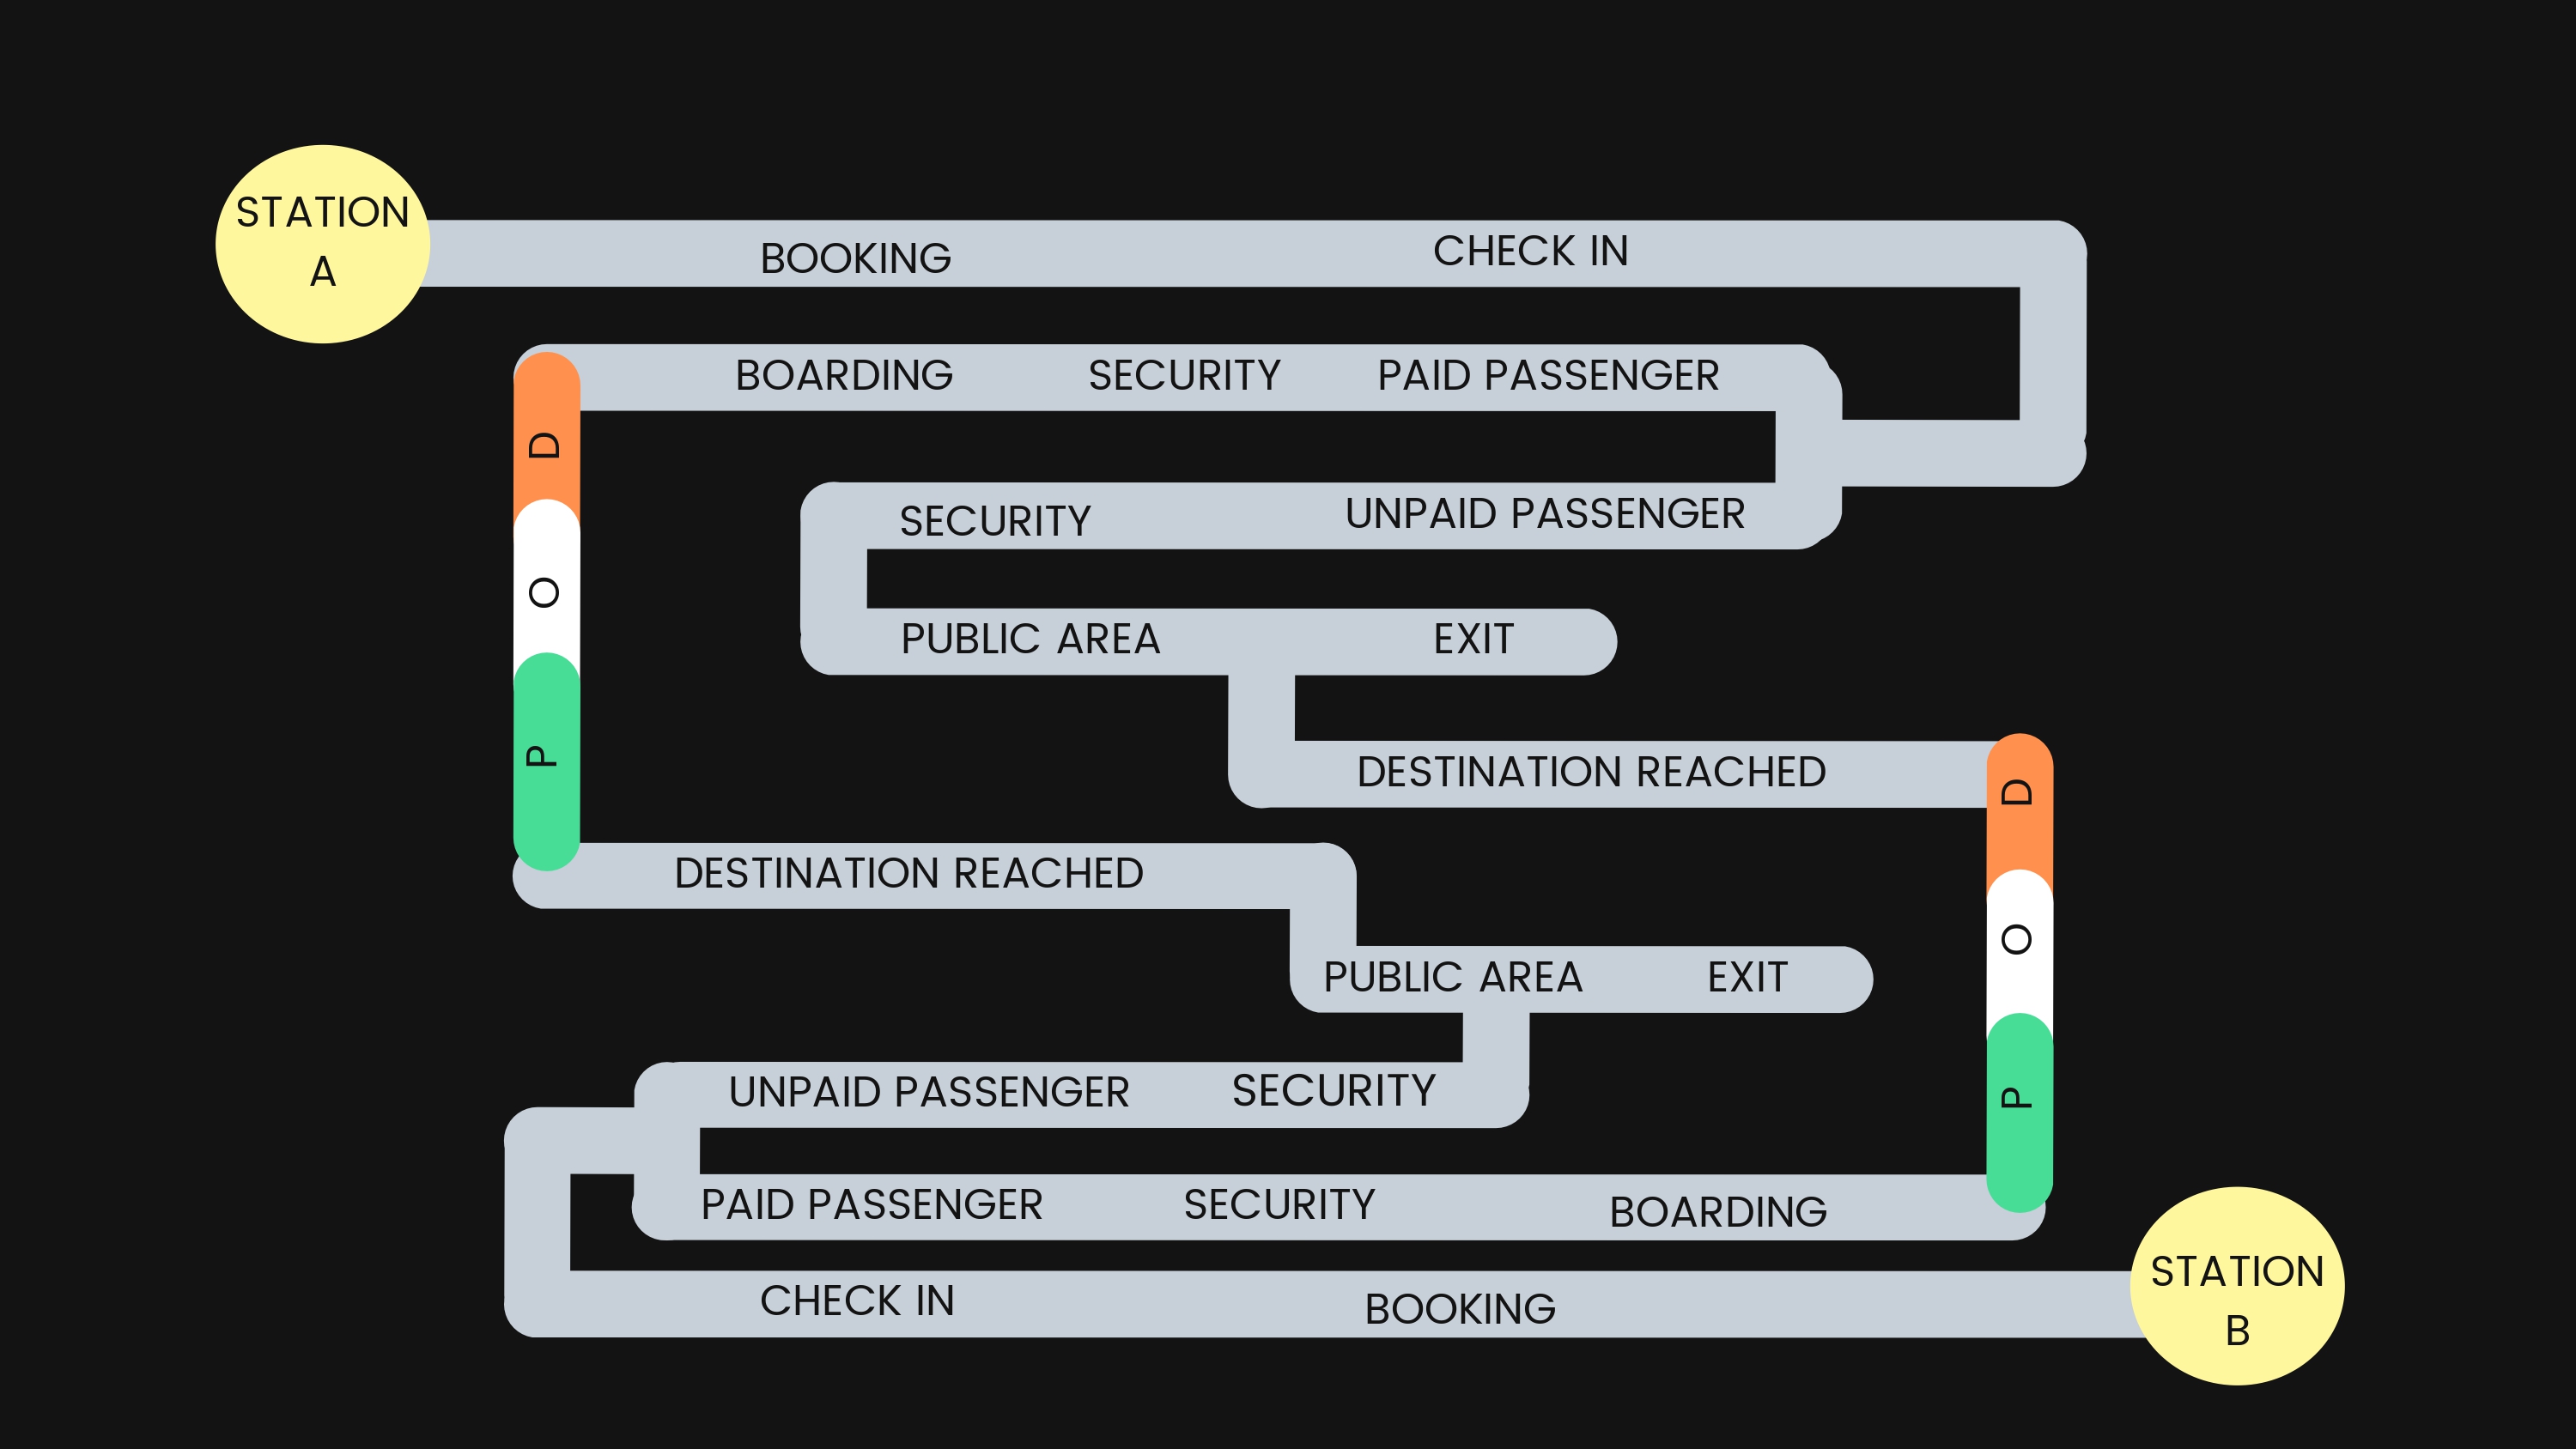 STATION
A
BOOKING
CHECK IN
BOARDING
SECURITY
PAID PASSENGER
D
O
P
SECURITY
UNPAID PASSENGER
PUBLIC AREA
EXIT
DESTINATION REACHED
D
O
P
DESTINATION REACHED
PUBLIC AREA
EXIT
UNPAID PASSENGER
SECURITY
PAID PASSENGER
SECURITY
BOARDING
CHECK IN
BOOKING
STATION
B